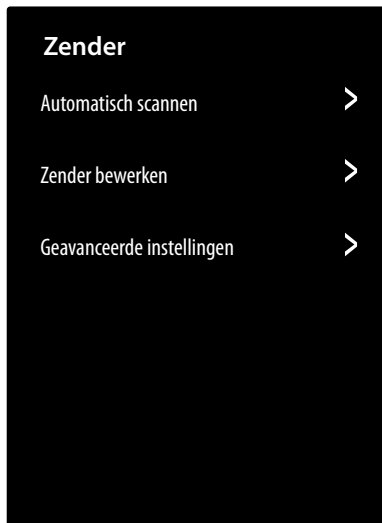 Zender
Automatisch scannen
Zender bewerken
Geavanceerde instellingen